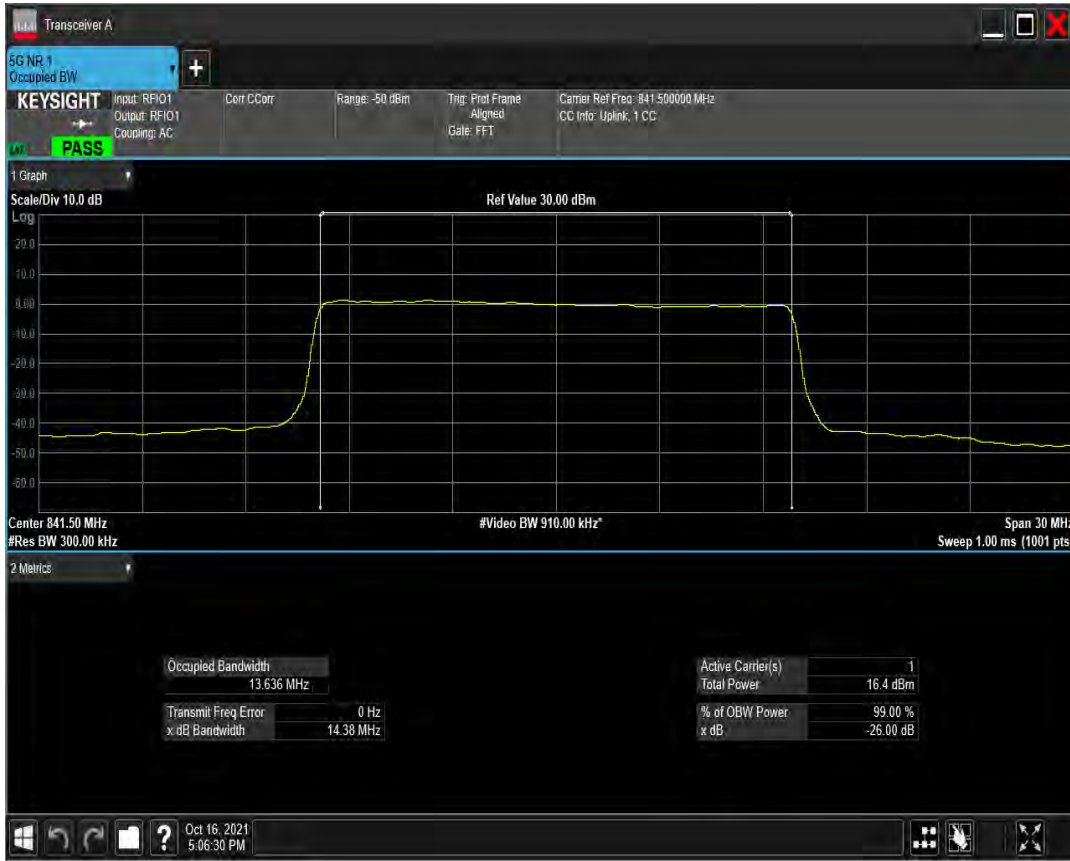 Transceiver A
5G NR 1
Occupied BW
KEYSIGHT
Input: RFIO1
Output: RFIO1
Coupling: AC
Corr CCorr
Range: -50 dBm
Trig: Prot Frame
Aligned
Gate: FFT
Carrier Ref Freq: 841.500000 MHz
CC Info: Uplink, 1 CC
PASS
1 Graph
Scale/Div 10.0 dB
Ref Value 30.00 dBm
Log
20.0
10.0
0.00
-10.0
-20.0
-30.0
-40.0
-50.0
-60.0
Center 841.50 MHz
#Video BW 910.00 kHz*
Span 30 MHz
#Res BW 300.00 kHz
Sweep 1.00 ms (1001 pts
2 Metrics
Occupied Bandwidth
13.636 MHz
Transmit Freq Error 0 Hz
x dB Bandwidth 14.38 MHz
Active Carrier(s) 1
Total Power 16.4 dBm
% of OBW Power 99.00 %
x dB -26.00 dB
Oct 16, 2021
5:06:30 PM